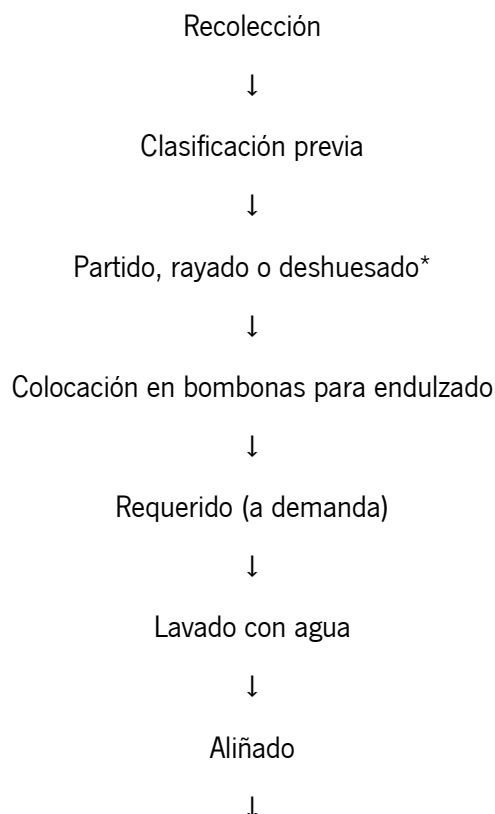 Recolección
↓
Clasificación previa
↓
Partido, rayado o deshuesado*
↓
Colocación en bombonas para endulzado
↓
Requerido (a demanda)
↓
Lavado con agua
↓
Aliñado
↓